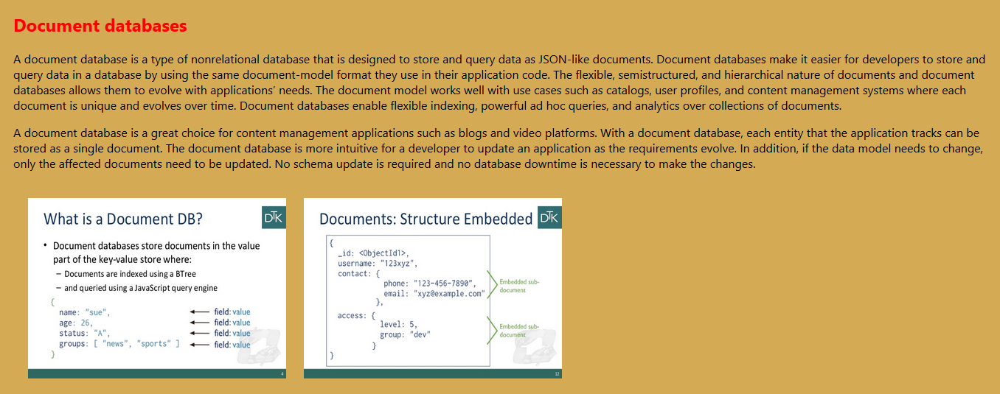 Document databases
A document database is a type of nonrelational database that is designed to store and query data as JSON-like documents. Document databases make it easier for developers to store and
query data in a database by using the same document-model format they use in their application code. The flexible, semistructured, and hierarchical nature of documents and document
databases allows them to evolve with applications’ needs. The document model works well with use cases such as catalogs, user profiles, and content management systems where each
document is unique and evolves over time. Document databases enable flexible indexing, powerful ad hoc queries, and analytics over collections of documents.
A document database is a great choice for content management applications such as blogs and video platforms. With a document database, each entity that the application tracks can be
stored as a single document. The document database is more intuitive for a developer to update an application as the requirements evolve. In addition, if the data model needs to change,
only the affected documents need to be updated. No schema update is required and no database downtime is necessary to make the changes.
What is a Document DB?
DTK
• Document databases store documents in the value
part of the key-value store where:
– Documents are indexed using a BTree
– and queried using a JavaScript query engine
{
name: "sue", field: value
age: 26, field: value
status: "A", field: value
groups: [ "news", "sports" ] field: value
}
4
Documents: Structure Embedded
DTK
{
_id: <ObjectId1>,
username: "123xyz",
contact: {
phone: "123-456-7890",
email: "xyz@example.com"
},
Embedded sub-
document
access: {
level: 5,
group: "dev"
}
Embedded sub-
document
}
12